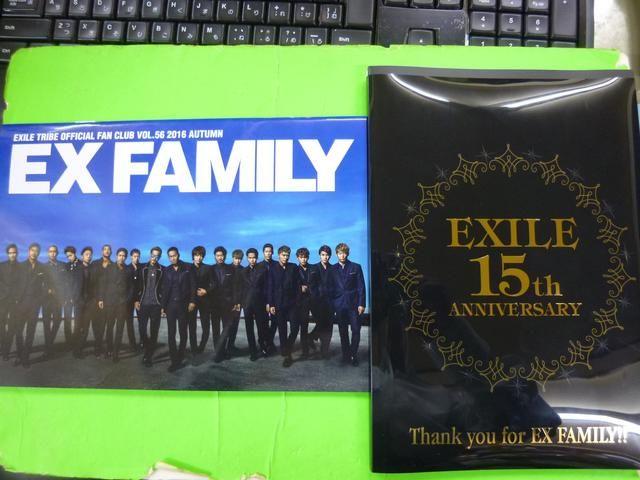 EXILE TRIBE OFFICIAL FAN CLUB VOL.56 2016 AUTUMN
EX FAMILY
EXILE
15th
ANNIVERSARY
Thank you for EX FAMILY!!